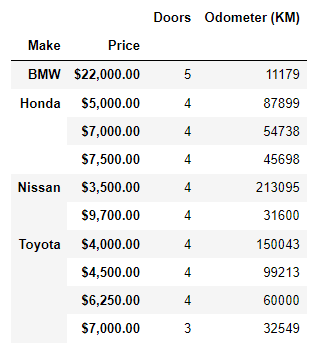 Doors Odometer (KM)
Make Price
BMW $22,000.00 5 11179
Honda $5,000.00 4 87899
$7,000.00 4 54738
$7,500.00 4 45698
Nissan $3,500.00 4 213095
$9,700.00 4 31600
Toyota $4,000.00 4 150043
$4,500.00 4 99213
$6,250.00 4 60000
$7,000.00 3 32549